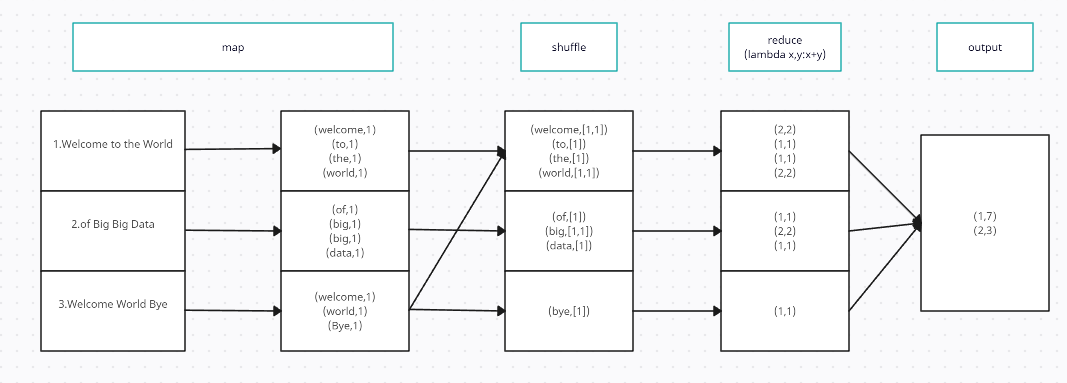 map
shuffle
reduce
(lambda x,y:x+y)
output
1.Welcome to the World
(welcome,1)
(to,1)
(the,1)
(world,1)
(welcome,[1,1])
(to,[1])
(the,[1])
(world,[1,1])
(2,2)
(1,1)
(1,1)
(2,2)
2.of Big Big Data
(of,1)
(big,1)
(big,1)
(data,1)
(of,[1])
(big,[1,1])
(data,[1])
(1,1)
(2,2)
(1,1)
3.Welcome World Bye
(welcome,1)
(world,1)
(Bye,1)
(bye,[1])
(1,1)
(1,7)
(2,3)